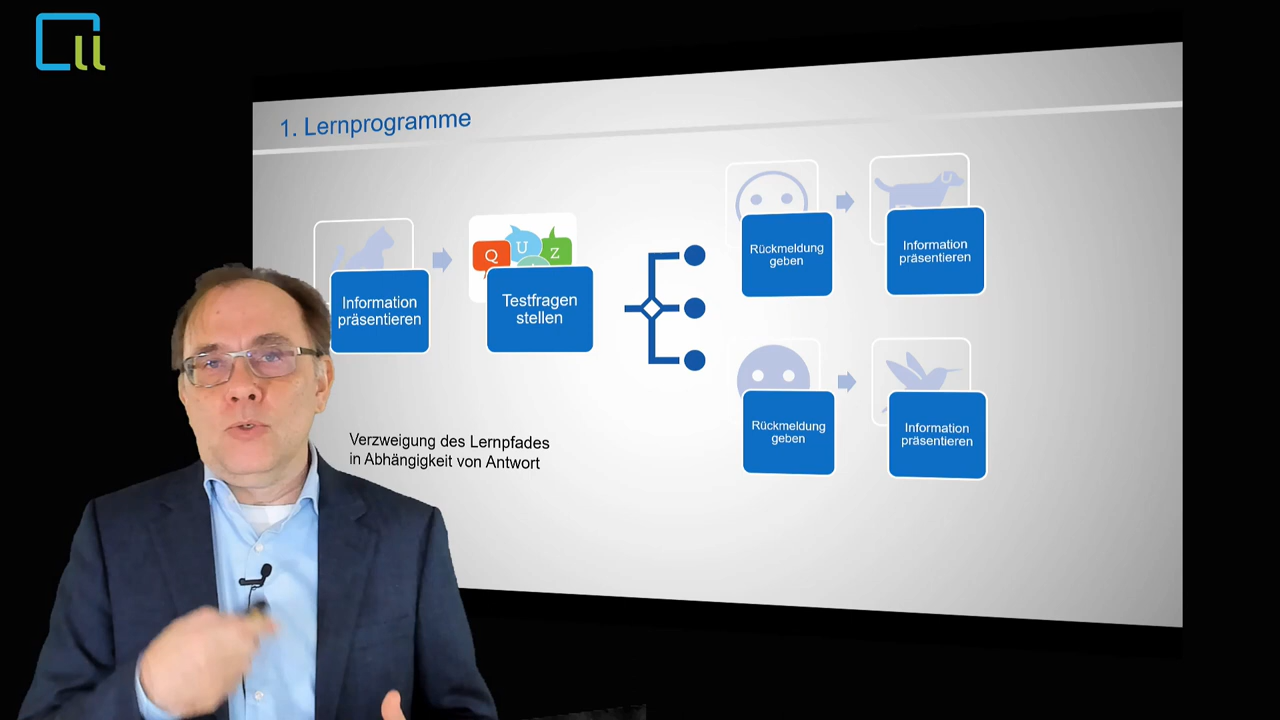 1. Lernprogramme
Information
präsentieren
Q U Z
Testfragen
stellen
Rückmeldung
geben
Information
präsentieren
Rückmeldung
geben
Information
präsentieren
Verzweigung des Lernpfades
in Abhängigkeit von Antwort